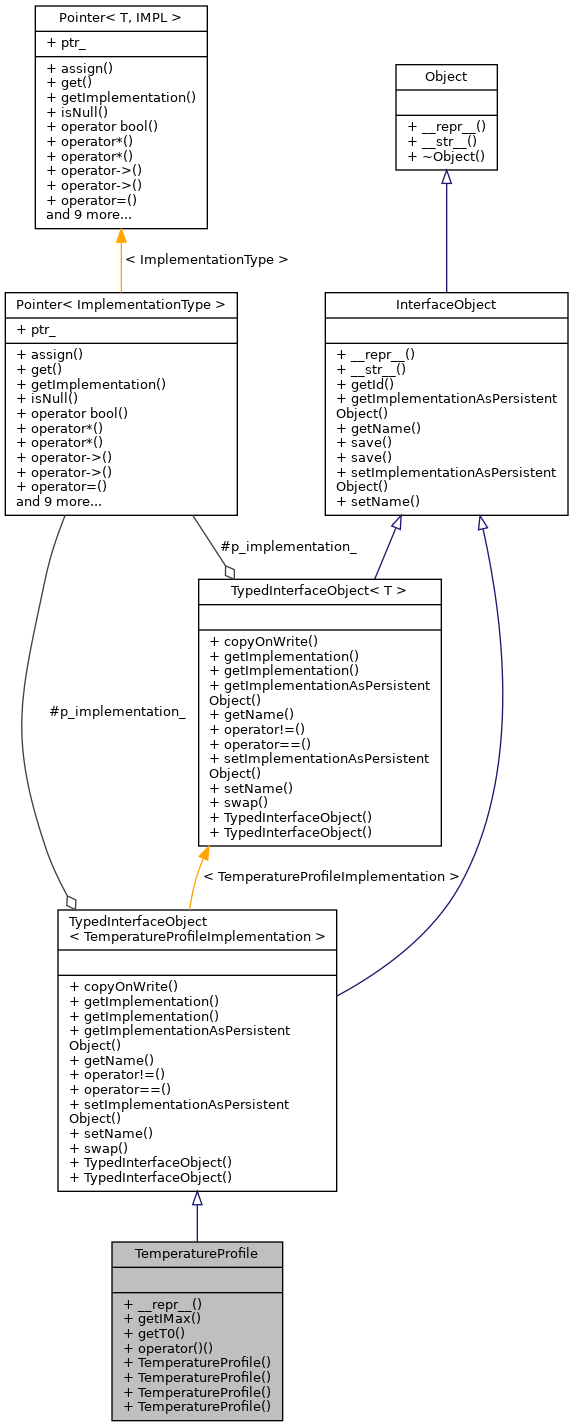 Pointer< T, IMPL >
+ ptr_
+ assign()
+ get()
+ getImplementation()
+ isNull()
+ operator bool()
+ operator*()
+ operator*()
+ operator->()
+ operator->()
+ operator=()
and 9 more...
Object
+ __repr__()
+ __str__()
+ ~Object()
< ImplementationType >
Pointer< ImplementationType >
+ ptr_
+ assign()
+ get()
+ getImplementation()
+ isNull()
+ operator bool()
+ operator*()
+ operator*()
+ operator->()
+ operator->()
+ operator=()
and 9 more...
InterfaceObject
+ __repr__()
+ __str__()
+ getId()
+ getImplementationAsPersistent
Object()
+ getName()
+ save()
+ save()
+ setImplementationAsPersistent
Object()
+ setName()
#p_implementation_
TypedInterfaceObject< T >
+ copyOnWrite()
+ getImplementation()
+ getImplementation()
+ getImplementationAsPersistent
Object()
+ getName()
+ operator!=()
+ operator==()
+ setImplementationAsPersistent
Object()
+ setName()
+ swap()
+ TypedInterfaceObject()
+ TypedInterfaceObject()
#p_implementation_
< TemperatureProfileImplementation >
TypedInterfaceObject
< TemperatureProfileImplementation >
+ copyOnWrite()
+ getImplementation()
+ getImplementation()
+ getImplementationAsPersistent
Object()
+ getName()
+ operator!=()
+ operator==()
+ setImplementationAsPersistent
Object()
+ setName()
+ swap()
+ TypedInterfaceObject()
+ TypedInterfaceObject()
TemperatureProfile
+ __repr__()
+ getIMax()
+ getT0()
+ operator()()
+ TemperatureProfile()
+ TemperatureProfile()
+ TemperatureProfile()
+ TemperatureProfile()